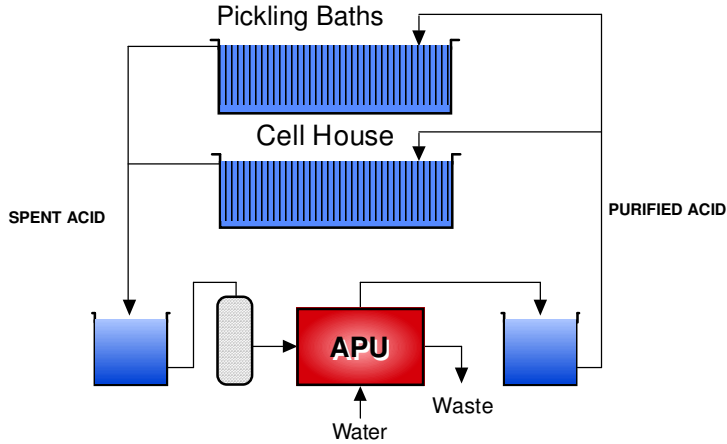 Pickling Baths
Cell House
SPENT ACID
PURIFIED ACID
APU
Waste
Water